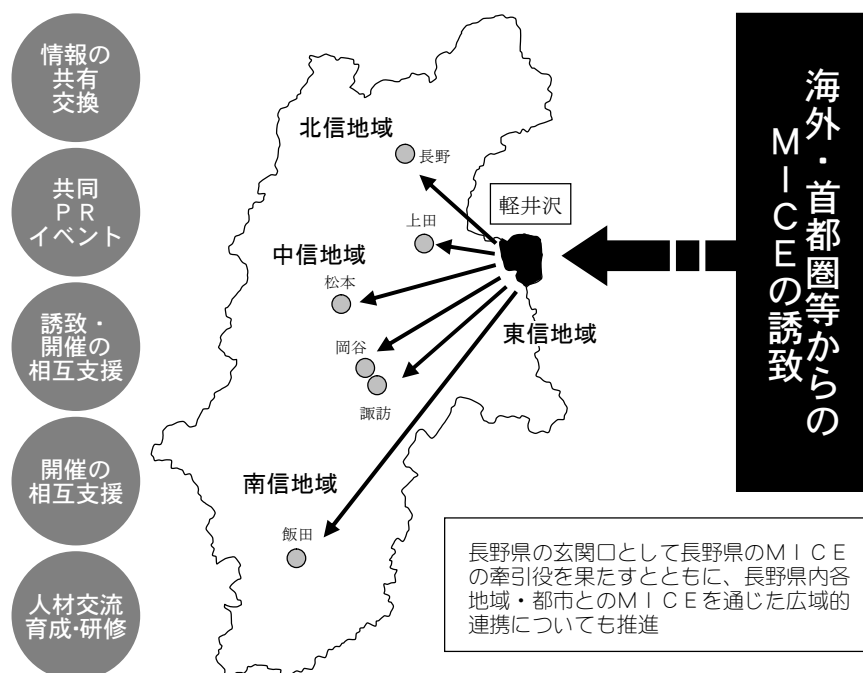 情報の
共有
交換
共同
ＰＲ
イベント
誘致・
開催の
相互支援
開催の
相互支援
人材交流
育成・研修
北信地域
長野
軽井沢
上田
中信地域
松本
東信地域
岡谷
諏訪
南信地域
飯田
海外・首都圏等からの
ＭＩＣＥの誘致
長野県の玄関口として長野県のＭＩＣＥ
の牽引役を果たすとともに、長野県内各
地域・都市とのＭＩＣＥを通じた広域的
連携についても推進